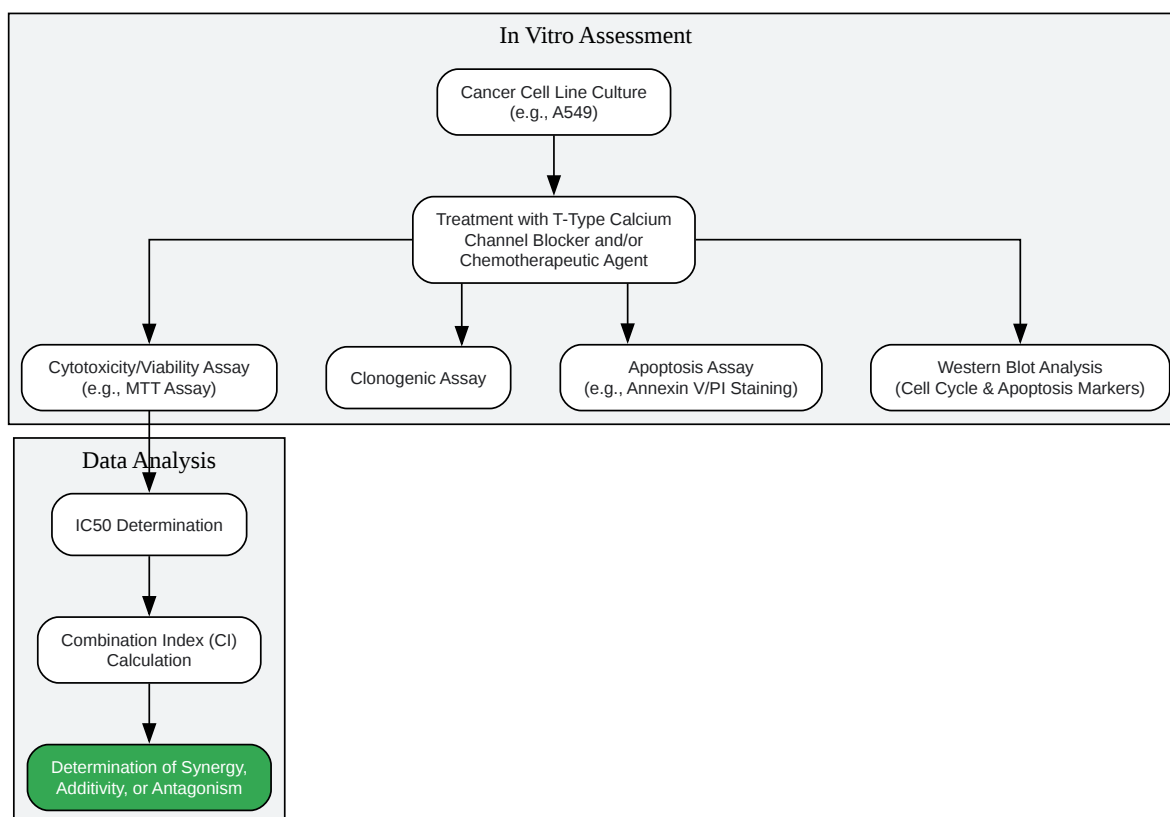 In Vitro Assessment
Cancer Cell Line Culture
(e.g., A549)
Treatment with T-Type Calcium
Channel Blocker and/or
Chemotherapeutic Agent
Cytotoxicity/Viability Assay
(e.g., MTT Assay)
Clonogenic Assay
Apoptosis Assay
(e.g., Annexin V/PI Staining)
Western Blot Analysis
(Cell Cycle & Apoptosis Markers)
Data Analysis
IC50 Determination
Combination Index (CI)
Calculation
Determination of Synergy,
Additivity, or Antagonism